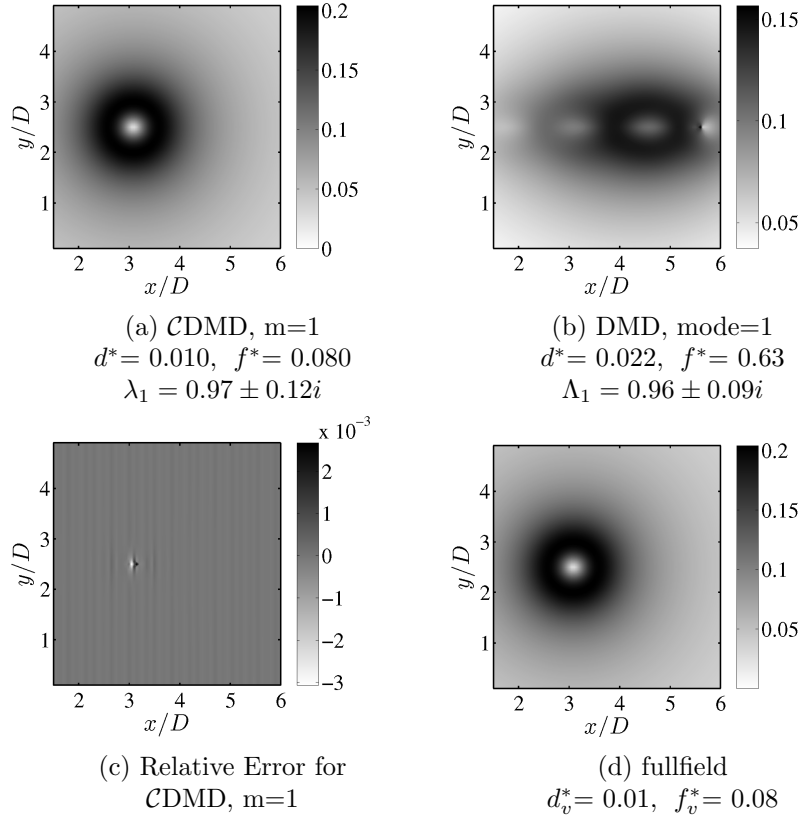 0.2
0.15
0.1
0.05
0
4
3
2
1
y/D
2 3 4 5 6
x/D
(a) 𝒞DMD, m=1
d*= 0.010, f*= 0.080
λ₁ = 0.97 ± 0.12i
0.15
0.1
0.05
4
3
2
1
y/D
2 3 4 5 6
x/D
(b) DMD, mode=1
d*= 0.022, f*= 0.63
Λ₁ = 0.96 ± 0.09i
x 10⁻³
2
1
0
−1
−2
−3
4
3
2
1
y/D
2 3 4 5 6
x/D
(c) Relative Error for
𝒞DMD, m=1
0.2
0.15
0.1
0.05
4
3
2
1
y/D
2 3 4 5 6
x/D
(d) fullfield
d*ᵥ= 0.01, f*ᵥ= 0.08